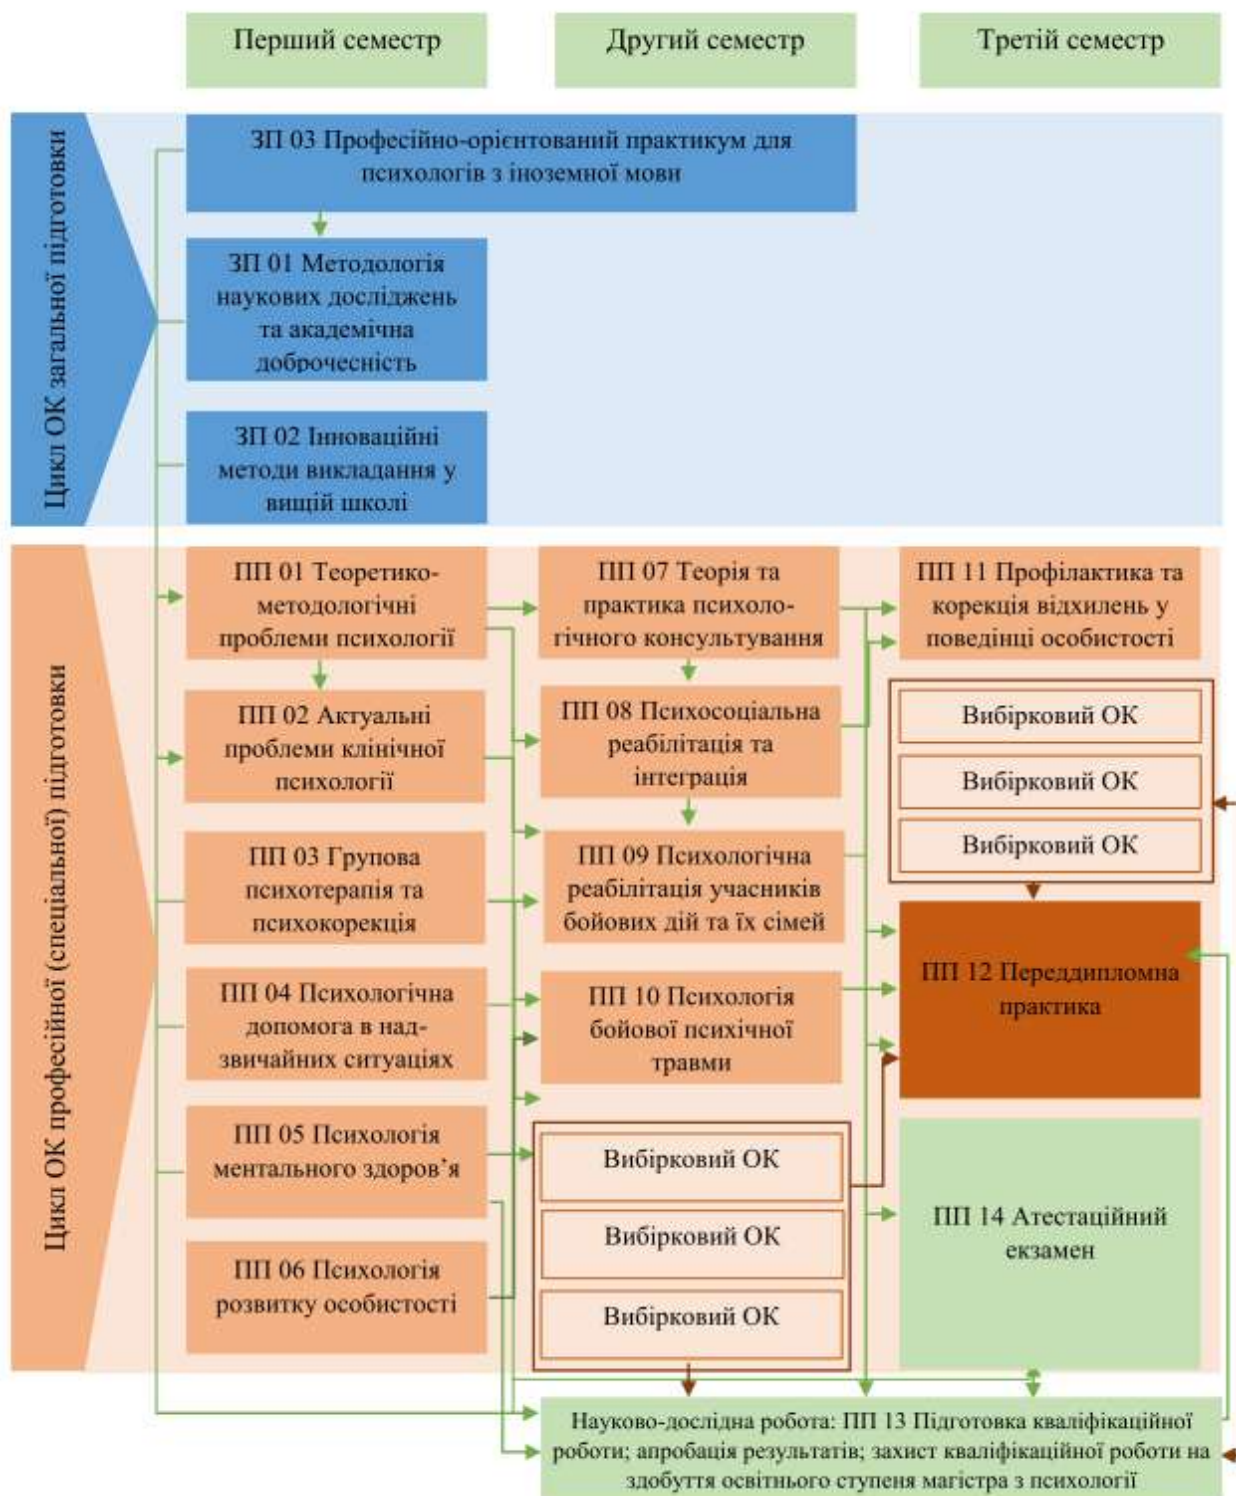 Перший семестр
Другий семестр
Третій семестр
Цикл ОК загальної підготовки
ЗП 03 Професійно-орієнтований практикум для
психологів з іноземної мови
ЗП 01 Методологія
наукових досліджень
та академічна
доброчесність
ЗП 02 Інноваційні
методи викладання у
вищій школі
Цикл ОК професійної (спеціальної) підготовки
ПП 01 Теоретико-
методологічні
проблеми психології
ПП 02 Актуальні
проблеми клінічної
психології
ПП 03 Групова
психотерапія та
психокорекція
ПП 04 Психологічна
допомога в над-
звичайних ситуаціях
ПП 05 Психологія
ментального здоров’я
ПП 06 Психологія
розвитку особистості
ПП 07 Теорія та
практика психоло-
гічного консультування
ПП 08 Психосоціальна
реабілітація та
інтеграція
ПП 09 Психологічна
реабілітація учасників
бойових дій та їх сімей
ПП 10 Психологія
бойової психічної
травми
Вибірковий ОК
Вибірковий ОК
Вибірковий ОК
ПП 11 Профілактика та
корекція відхилень у
поведінці особистості
Вибірковий ОК
Вибірковий ОК
Вибірковий ОК
ПП 12 Переддипломна
практика
ПП 14 Атестаційний
екзамен
Науково-дослідна робота: ПП 13 Підготовка кваліфікаційної
роботи; апробація результатів; захист кваліфікаційної роботи на
здобуття освітнього ступеня магістра з психології